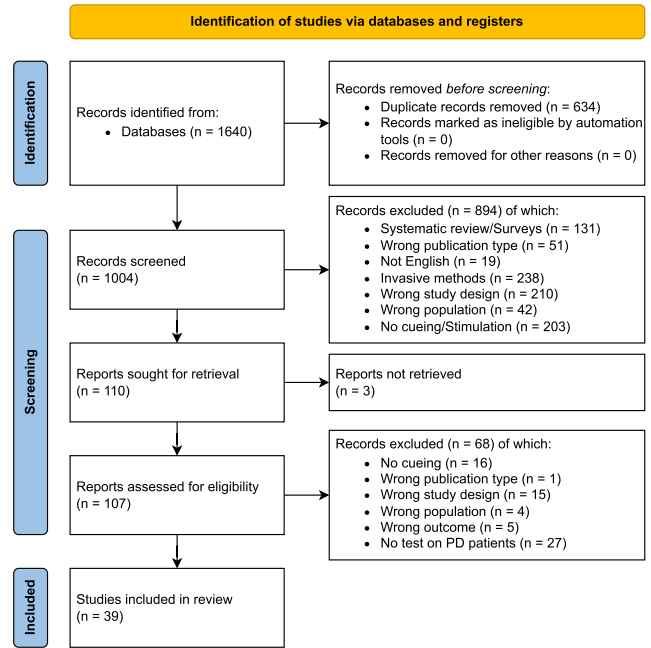 Identification of studies via databases and registers
Identification
Records identified from:
• Databases (n = 1640)
Records removed before screening:
• Duplicate records removed (n = 634)
• Records marked as ineligible by automation
tools (n = 0)
• Records removed for other reasons (n = 0)
Screening
Records screened
(n = 1004)
Records excluded (n = 894) of which:
• Systematic review/Surveys (n = 131)
• Wrong publication type (n = 51)
• Not English (n = 19)
• Invasive methods (n = 238)
• Wrong study design (n = 210)
• Wrong population (n = 42)
• No cueing/Stimulation (n = 203)
Reports sought for retrieval
(n = 110)
Reports not retrieved
(n = 3)
Reports assessed for eligibility
(n = 107)
Records excluded (n = 68) of which:
• No cueing (n = 16)
• Wrong publication type (n = 1)
• Wrong study design (n = 15)
• Wrong population (n = 4)
• Wrong outcome (n = 5)
• No test on PD patients (n = 27)
Included
Studies included in review
(n = 39)